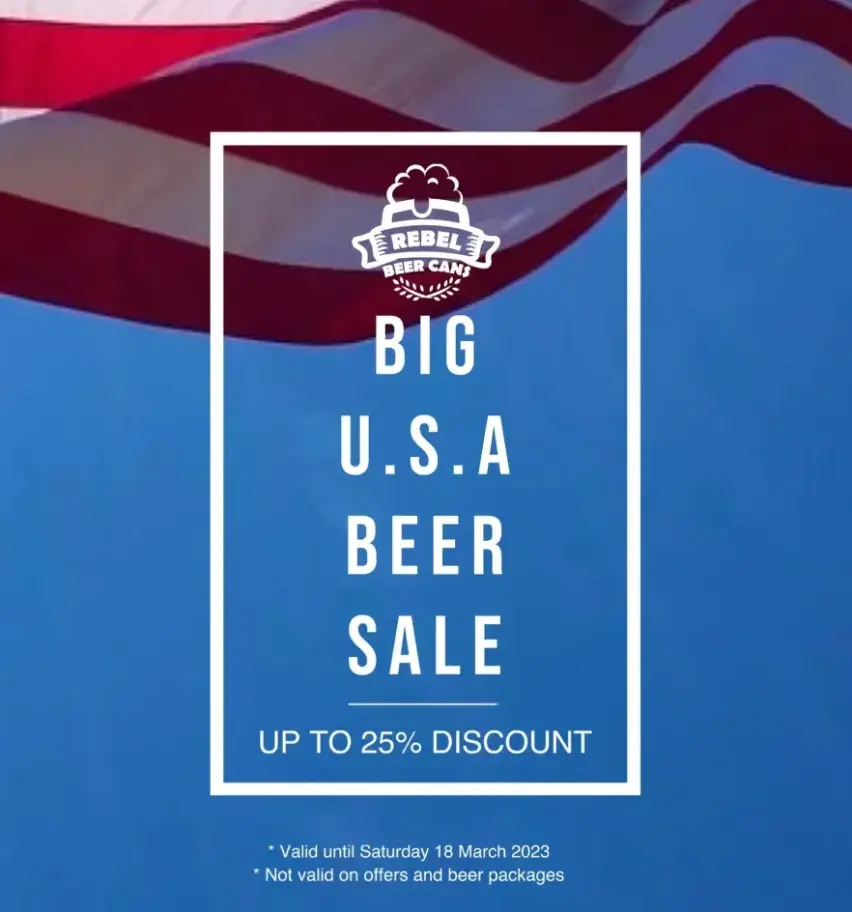 REBEL
BEER CANS
BIG
U.S.A
BEER
SALE
UP TO 25% DISCOUNT
* Valid until Saturday 18 March 2023
* Not valid on offers and beer packages